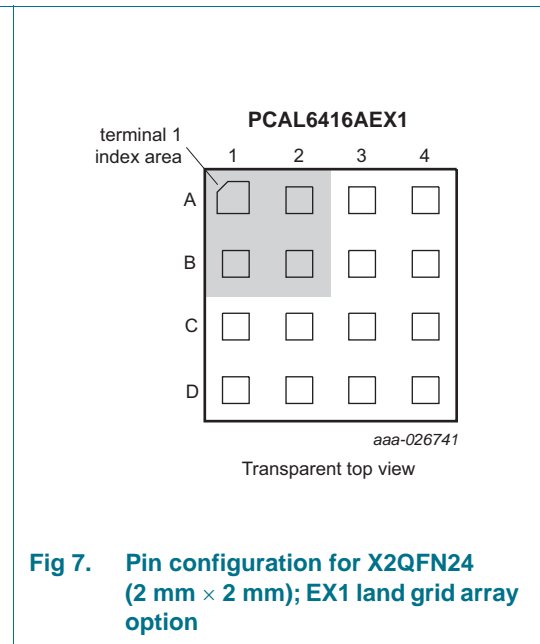 PCAL6416AEX1
terminal 1
index area
1 2 3 4
A
B
C
D
aaa-026741
Transparent top view
Fig 7. Pin configuration for X2QFN24
(2 mm × 2 mm); EX1 land grid array
option